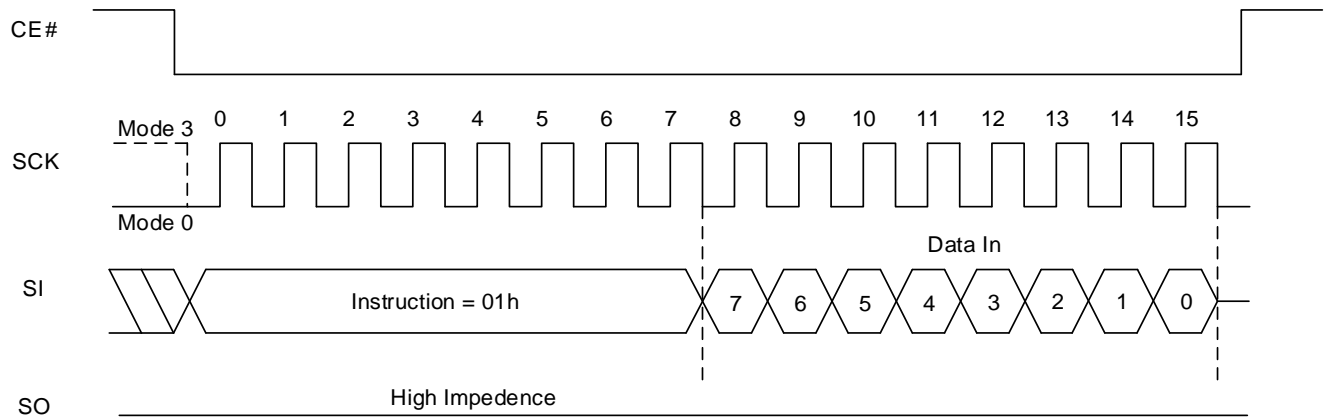 CE#
0 1 2 3 4 5 6 7 8 9 10 11 12 13 14 15
Mode 3
SCK
Mode 0
Data In
SI
Instruction = 01h 7 6 5 4 3 2 1 0
High Impedence
SO